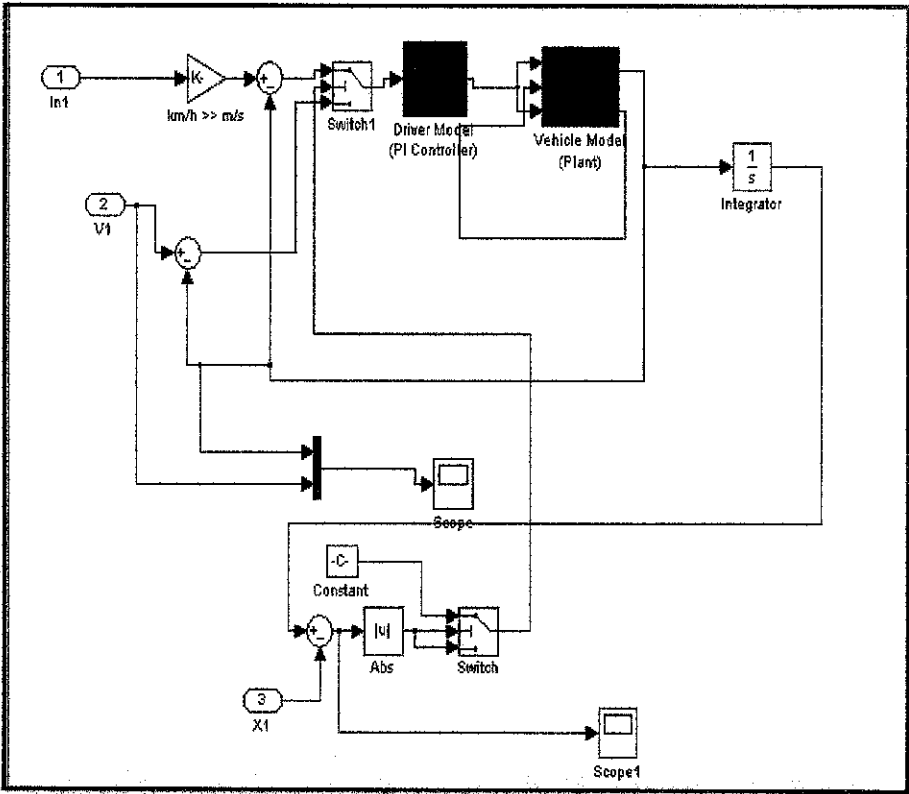 1
In1
K-
km/h >> m/s
+
-
Switch1
Driver Model
(PI Controller)
Vehicle Model
(Plant)
1
s
Integrator
2
V1
+
-
Scope
-C-
Constant
+
-
|u|
Abs
Switch
3
X1
Scope1